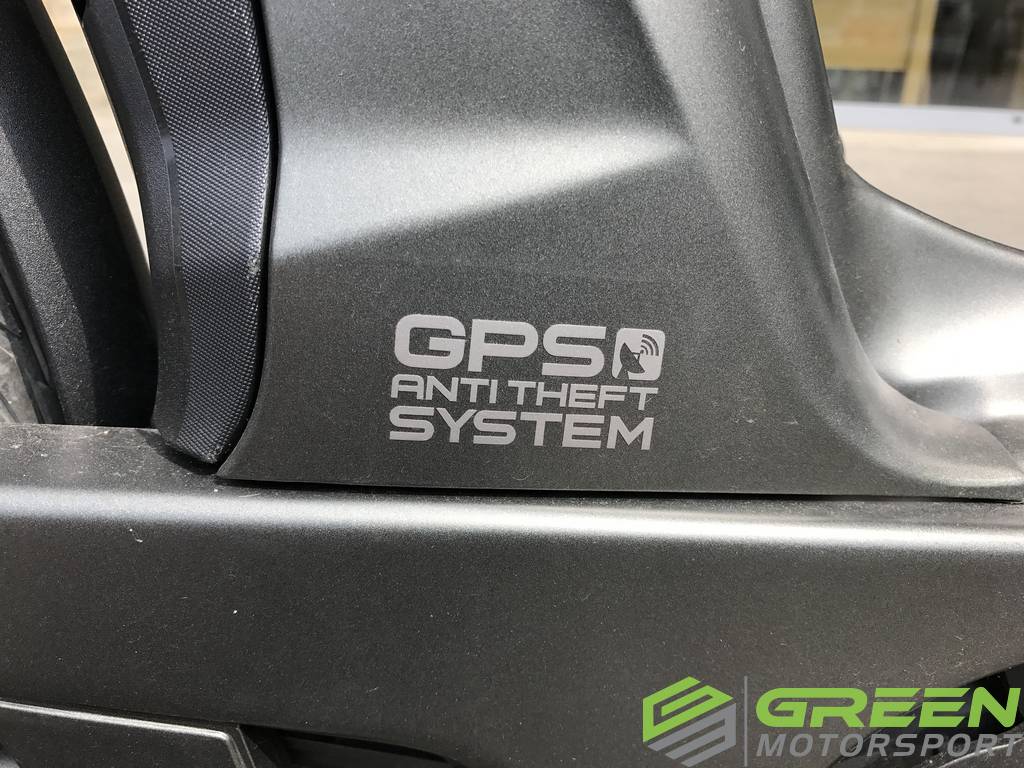 GPS
ANTI THEFT
SYSTEM
GREEN
MOTORSPORT